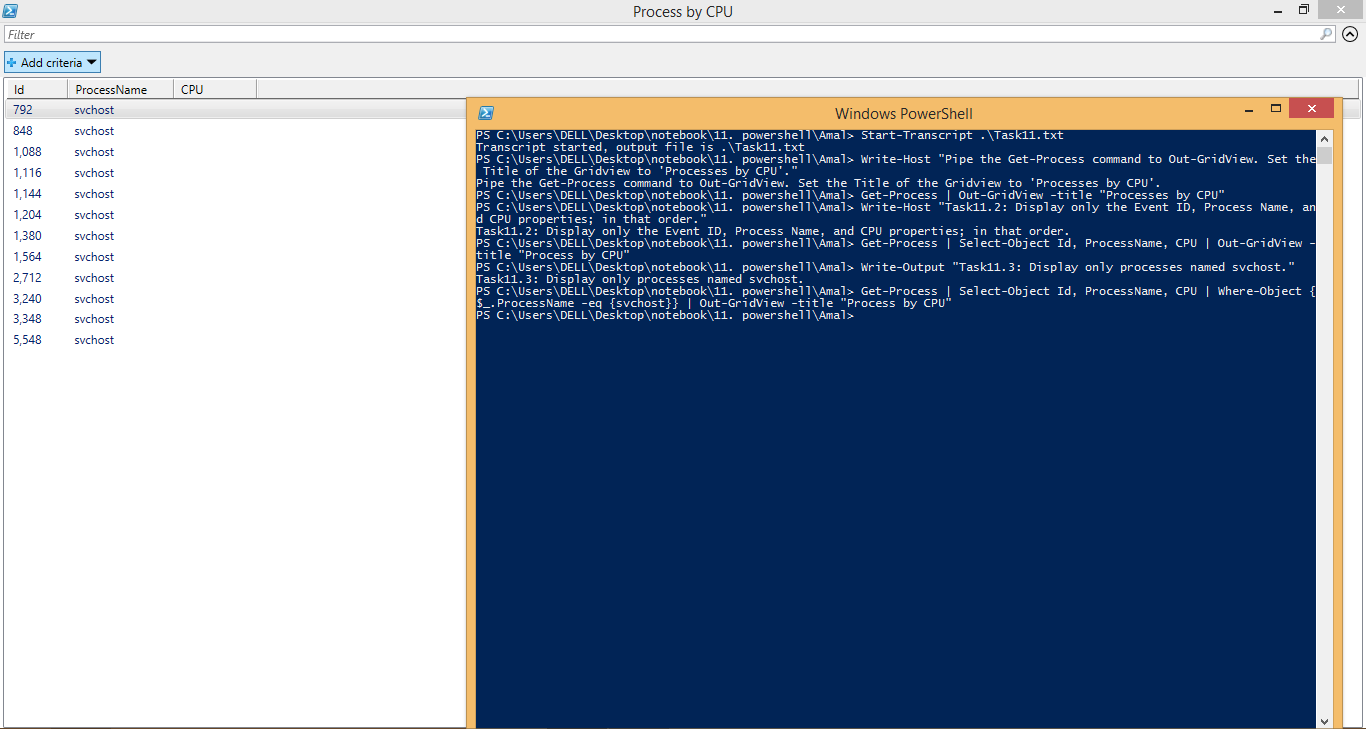 Process by CPU
Filter
Add criteria
Id ProcessName CPU
792 svchost
848 svchost
1,088 svchost
1,116 svchost
1,144 svchost
1,204 svchost
1,380 svchost
1,564 svchost
2,712 svchost
3,240 svchost
3,348 svchost
5,548 svchost
Windows PowerShell
PS C:\Users\DELL\Desktop\notebook\11. powershell\Amal> Start-Transcript .\Task11.txt
Transcript started, output file is .\Task11.txt
PS C:\Users\DELL\Desktop\notebook\11. powershell\Amal> Write-Host "Pipe the Get-Process command to Out-GridView. Set the
 Title of the Gridview to 'Processes by CPU'."
Pipe the Get-Process command to Out-GridView. Set the Title of the Gridview to 'Processes by CPU'.
PS C:\Users\DELL\Desktop\notebook\11. powershell\Amal> Get-Process | Out-GridView -title "Processes by CPU"
PS C:\Users\DELL\Desktop\notebook\11. powershell\Amal> Write-Host "Task11.2: Display only the Event ID, Process Name, an
d CPU properties; in that order."
Task11.2: Display only the Event ID, Process Name, and CPU properties; in that order.
PS C:\Users\DELL\Desktop\notebook\11. powershell\Amal> Get-Process | Select-Object Id, ProcessName, CPU | Out-GridView -
title "Process by CPU"
PS C:\Users\DELL\Desktop\notebook\11. powershell\Amal> Write-Output "Task11.3: Display only processes named svchost."
Task11.3: Display only processes named svchost.
PS C:\Users\DELL\Desktop\notebook\11. powershell\Amal> Get-Process | Select-Object Id, ProcessName, CPU | Where-Object {
$_.ProcessName -eq {svchost}} | Out-GridView -title "Process by CPU"
PS C:\Users\DELL\Desktop\notebook\11. powershell\Amal>